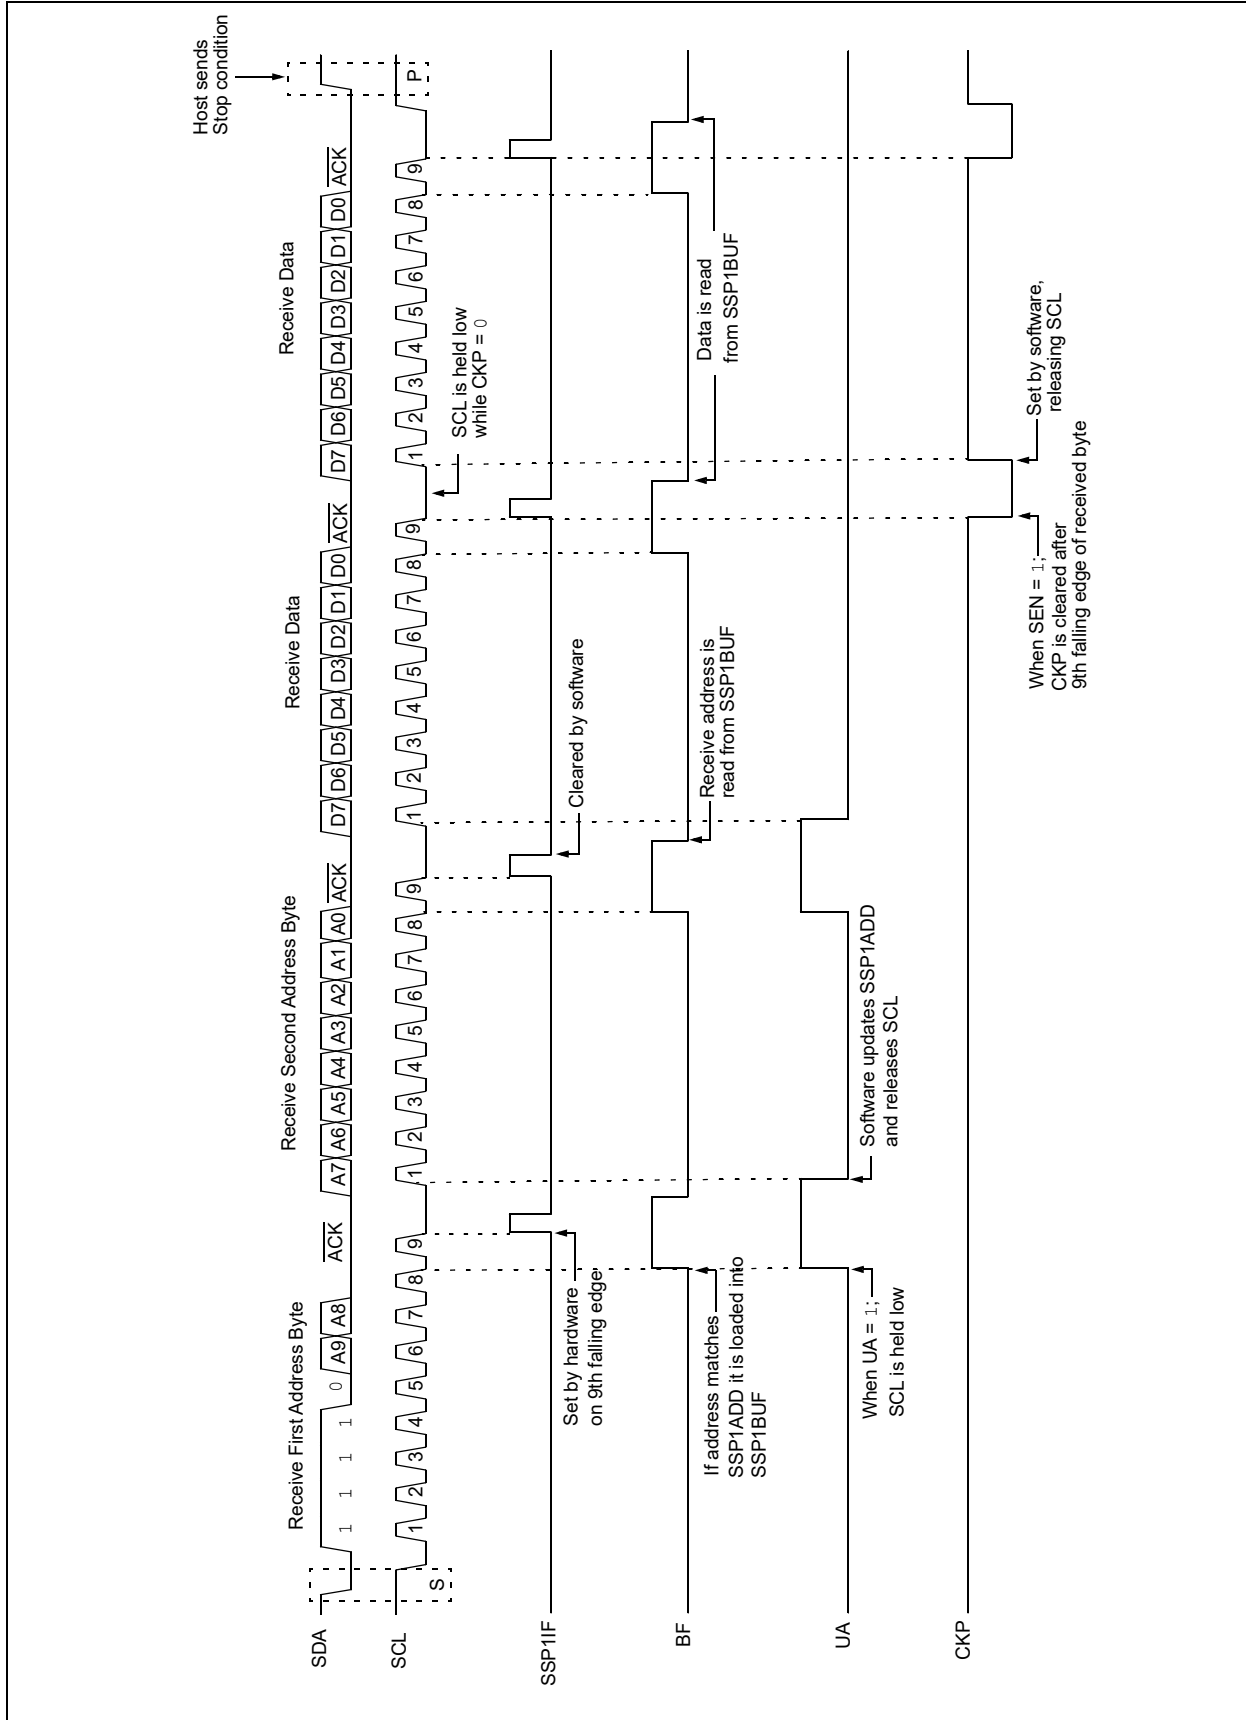 Host sends
Stop condition
Receive First Address Byte
Receive Second Address Byte
Receive Data
Receive Data
SDA
1 1 1 1 0 A9 A8 ACK A7 A6 A5 A4 A3 A2 A1 A0 ACK D7 D6 D5 D4 D3 D2 D1 D0 ACK D7 D6 D5 D4 D3 D2 D1 D0 ACK
SCL
S 1 2 3 4 5 6 7 8 9 1 2 3 4 5 6 7 8 9 1 2 3 4 5 6 7 8 9 1 2 3 4 5 6 7 8 9 P
SCL is held low
while CKP = 0
SSP1IF
Set by hardware
on 9th falling edge
Cleared by software
BF
If address matches
SSP1ADD it is loaded into
SSP1BUF
Receive address is
read from SSP1BUF
Data is read
from SSP1BUF
UA
When UA = 1;
SCL is held low
Software updates SSP1ADD
and releases SCL
CKP
When SEN = 1;
CKP is cleared after
9th falling edge of received byte
Set by software,
releasing SCL